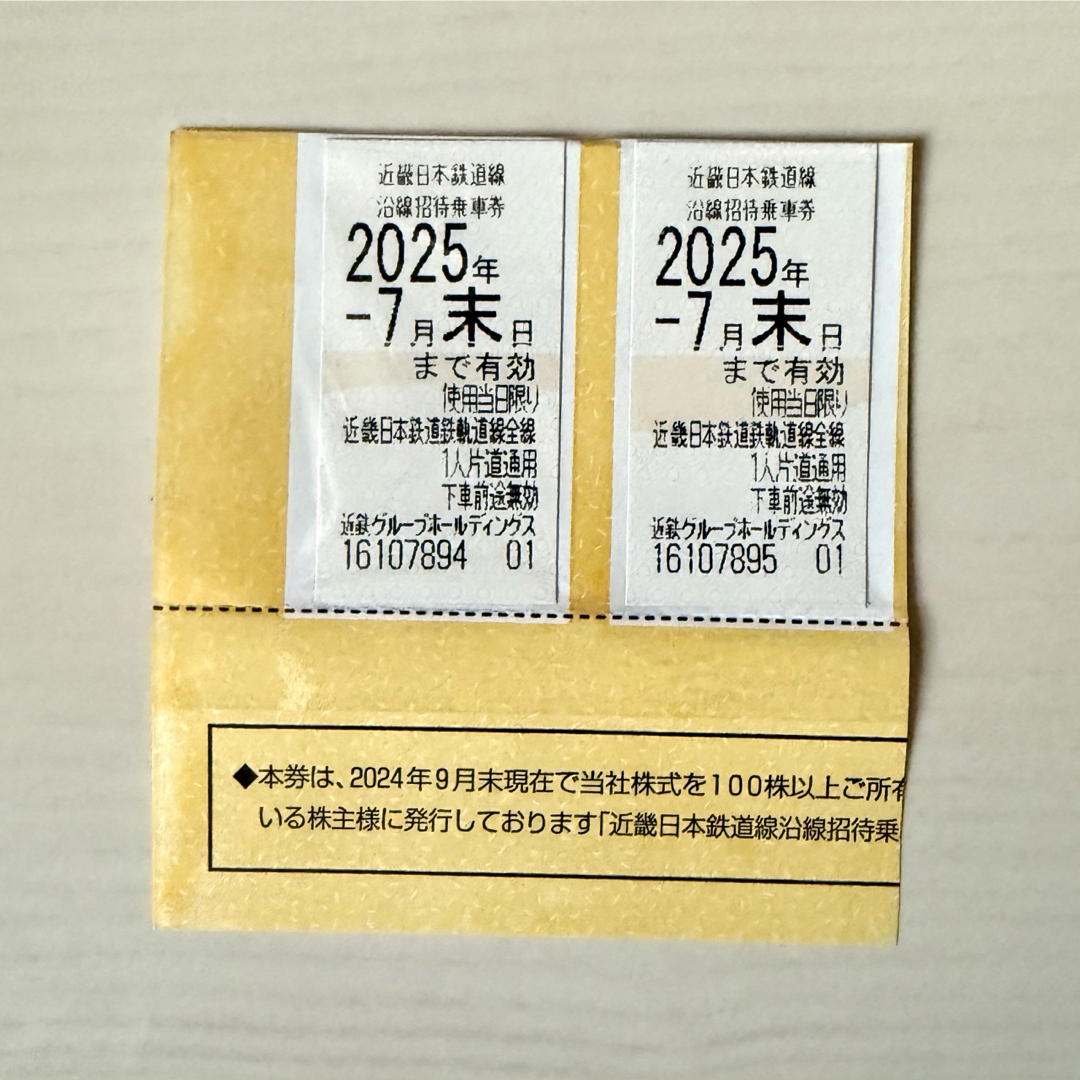 近畿日本鉄道線
沿線招待乗車券
2025年
-7月末日
まで有効
使用当日限り
近畿日本鉄道鉄軌道線全線
1人片道通用
下車前途無効
近鉄グループホールディングス
16107894 01
近畿日本鉄道線
沿線招待乗車券
2025年
-7月末日
まで有効
使用当日限り
近畿日本鉄道鉄軌道線全線
1人片道通用
下車前途無効
近鉄グループホールディングス
16107895 01
◆本券は、2024年9月末現在で当社株式を100株以上ご所有
いる株主様に発行しております「近畿日本鉄道線沿線招待乗